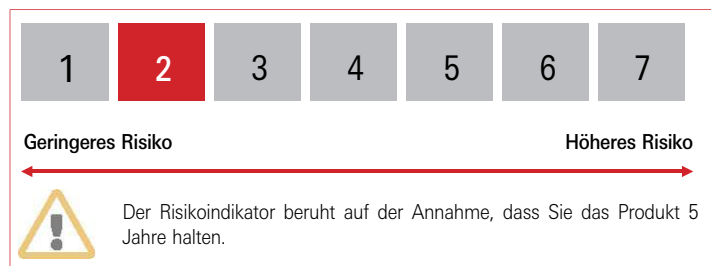 1 2 3 4 5 6 7
Geringeres Risiko Höheres Risiko
Der Risikoindikator beruht auf der Annahme, dass Sie das Produkt 5
Jahre halten.